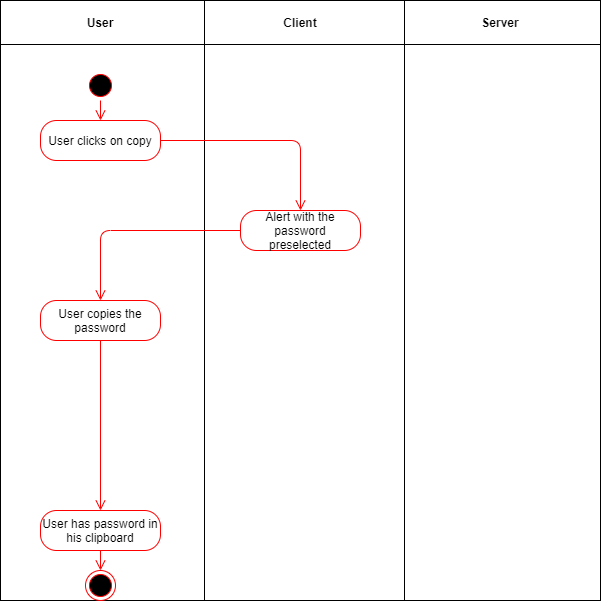 User
Client
Server
User clicks on copy
Alert with the
password
preselected
User copies the
password
User has password in
his clipboard